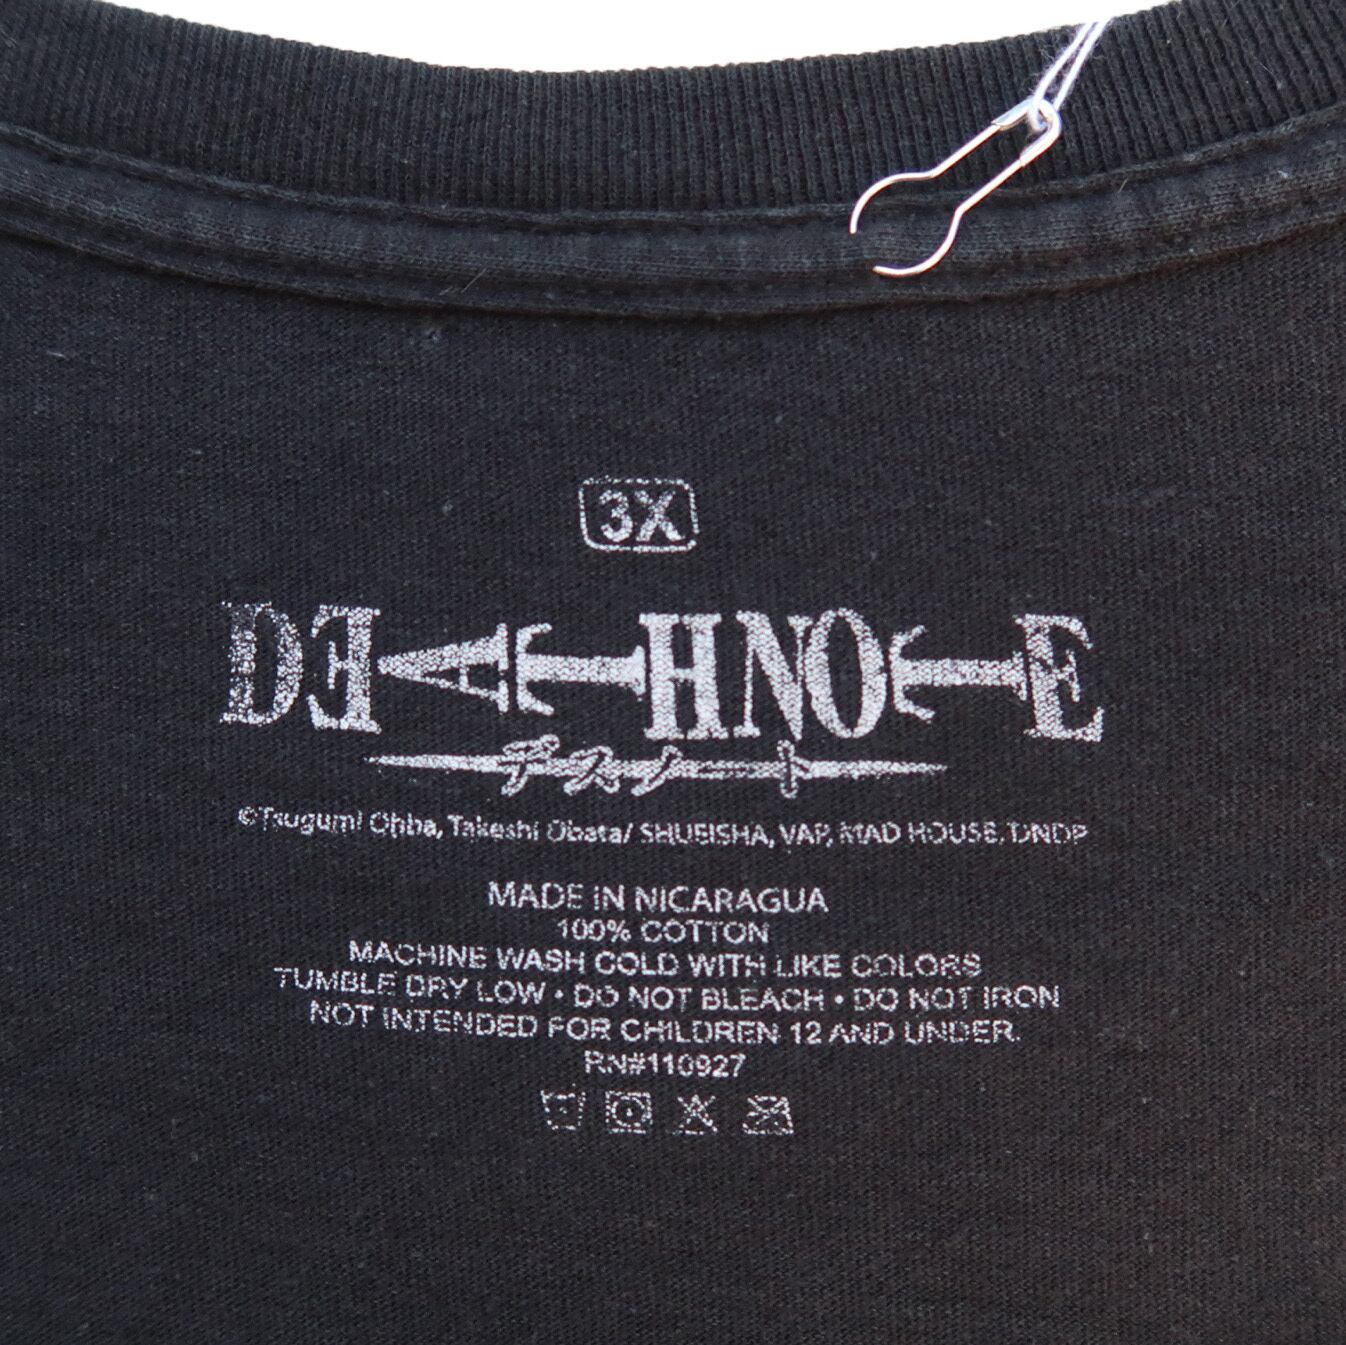 3X
DEATH NOTE
デスノート
©Tsugumi Ohba, Takeshi Obata/ SHUEISHA, VAP, MAD HOUSE, DNDP
MADE IN NICARAGUA
100% COTTON
MACHINE WASH COLD WITH LIKE COLORS
TUMBLE DRY LOW • DO NOT BLEACH • DO NOT IRON
NOT INTENDED FOR CHILDREN 12 AND UNDER.
RN#110927